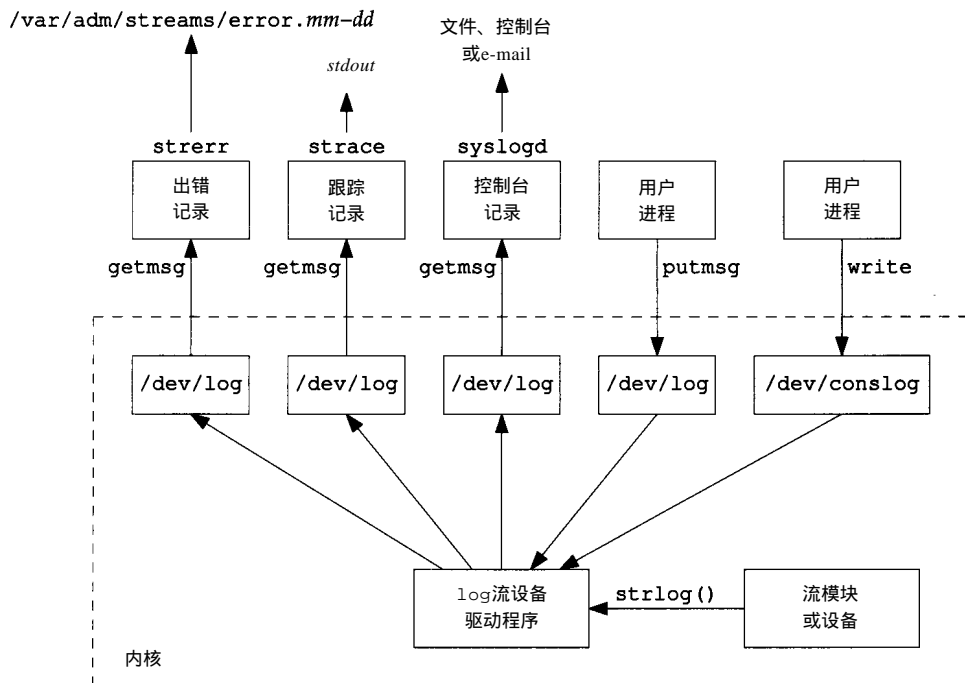 /var/adm/streams/error.mm-dd
文件、控制台
或e-mail
stdout
strerr
strace
syslogd
出错
记录
跟踪
记录
控制台
记录
用户
进程
用户
进程
getmsg
getmsg
getmsg
putmsg
write
/dev/log
/dev/log
/dev/log
/dev/log
/dev/conslog
log流设备
驱动程序
strlog()
流模块
或设备
内核